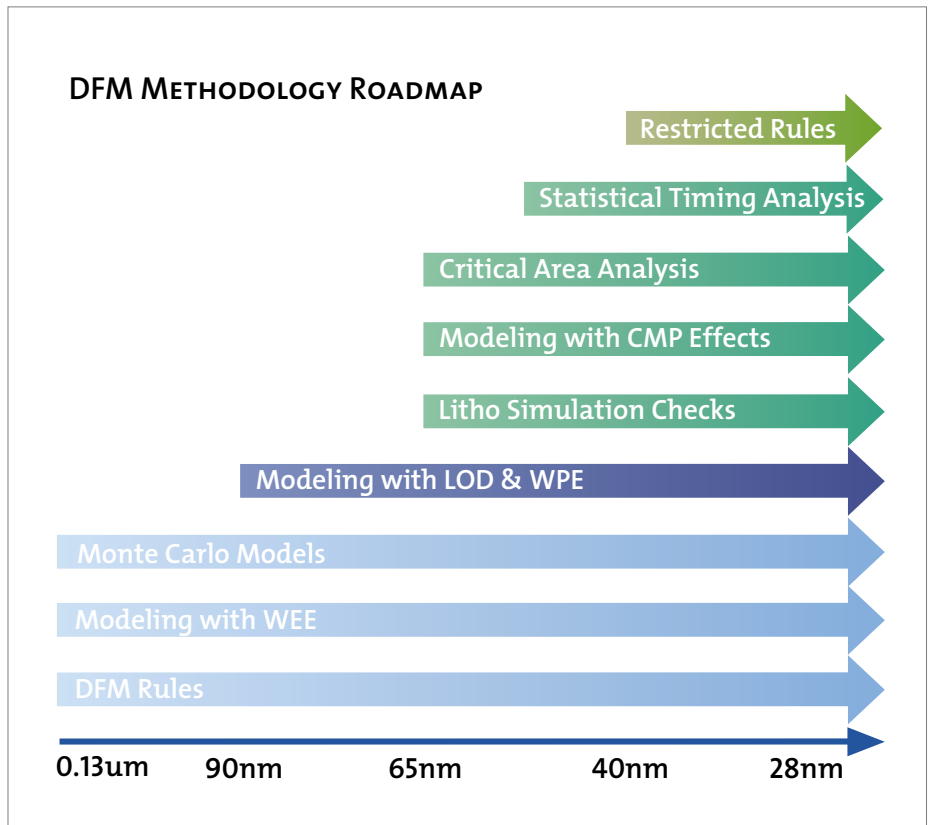 DFM Methodology Roadmap
Restricted Rules
Statistical Timing Analysis
Critical Area Analysis
Modeling with CMP Effects
Litho Simulation Checks
Modeling with LOD & WPE
Monte Carlo Models
Modeling with WEE
DFM Rules
0.13um 90nm 65nm 40nm 28nm